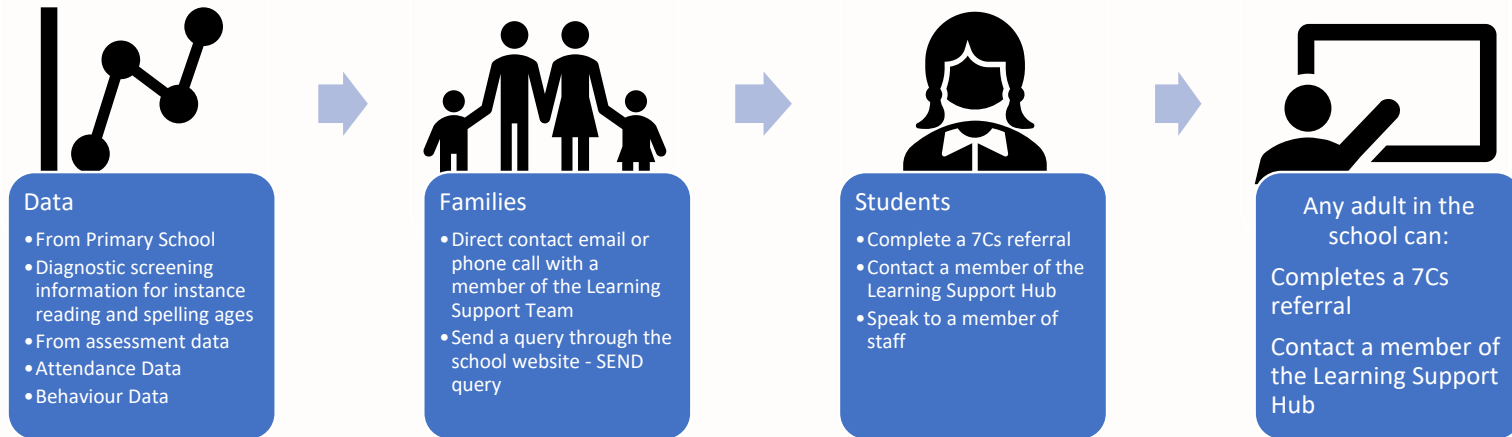 Data
•From Primary School
•Diagnostic screening
information for instance
reading and spelling ages
•From assessment data
•Attendance Data
•Behaviour Data
Families
•Direct contact email or
phone call with a
member of the Learning
Support Team
•Send a query through the
school website - SEND
query
Students
•Complete a 7Cs referral
•Contact a member of the
Learning Support Hub
•Speak to a member of
staff
Any adult in the
school can:
Completes a 7Cs
referral
Contact a member of
the Learning Support
Hub